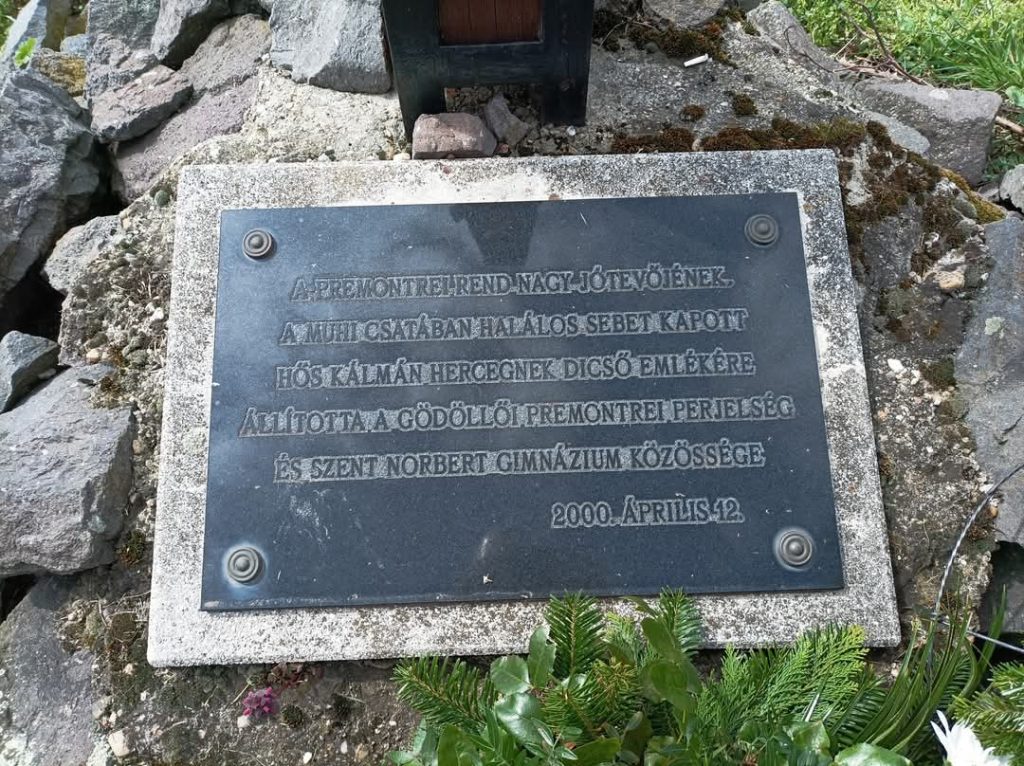 A PREMONTREI REND NAGY JÓTEVŐJÉNEK,
A MUHI CSATÁBAN HALÁLOS SEBET KAPOTT
HŐS KÁLMÁN HERCEGNEK DICSŐ EMLÉKÉRE
ÁLLÍTOTTA A GÖDÖLLŐI PREMONTREI PERJELSÉG
ÉS SZENT NORBERT GIMNÁZIUM KÖZÖSSÉGE
2000. ÁPRILIS 12.